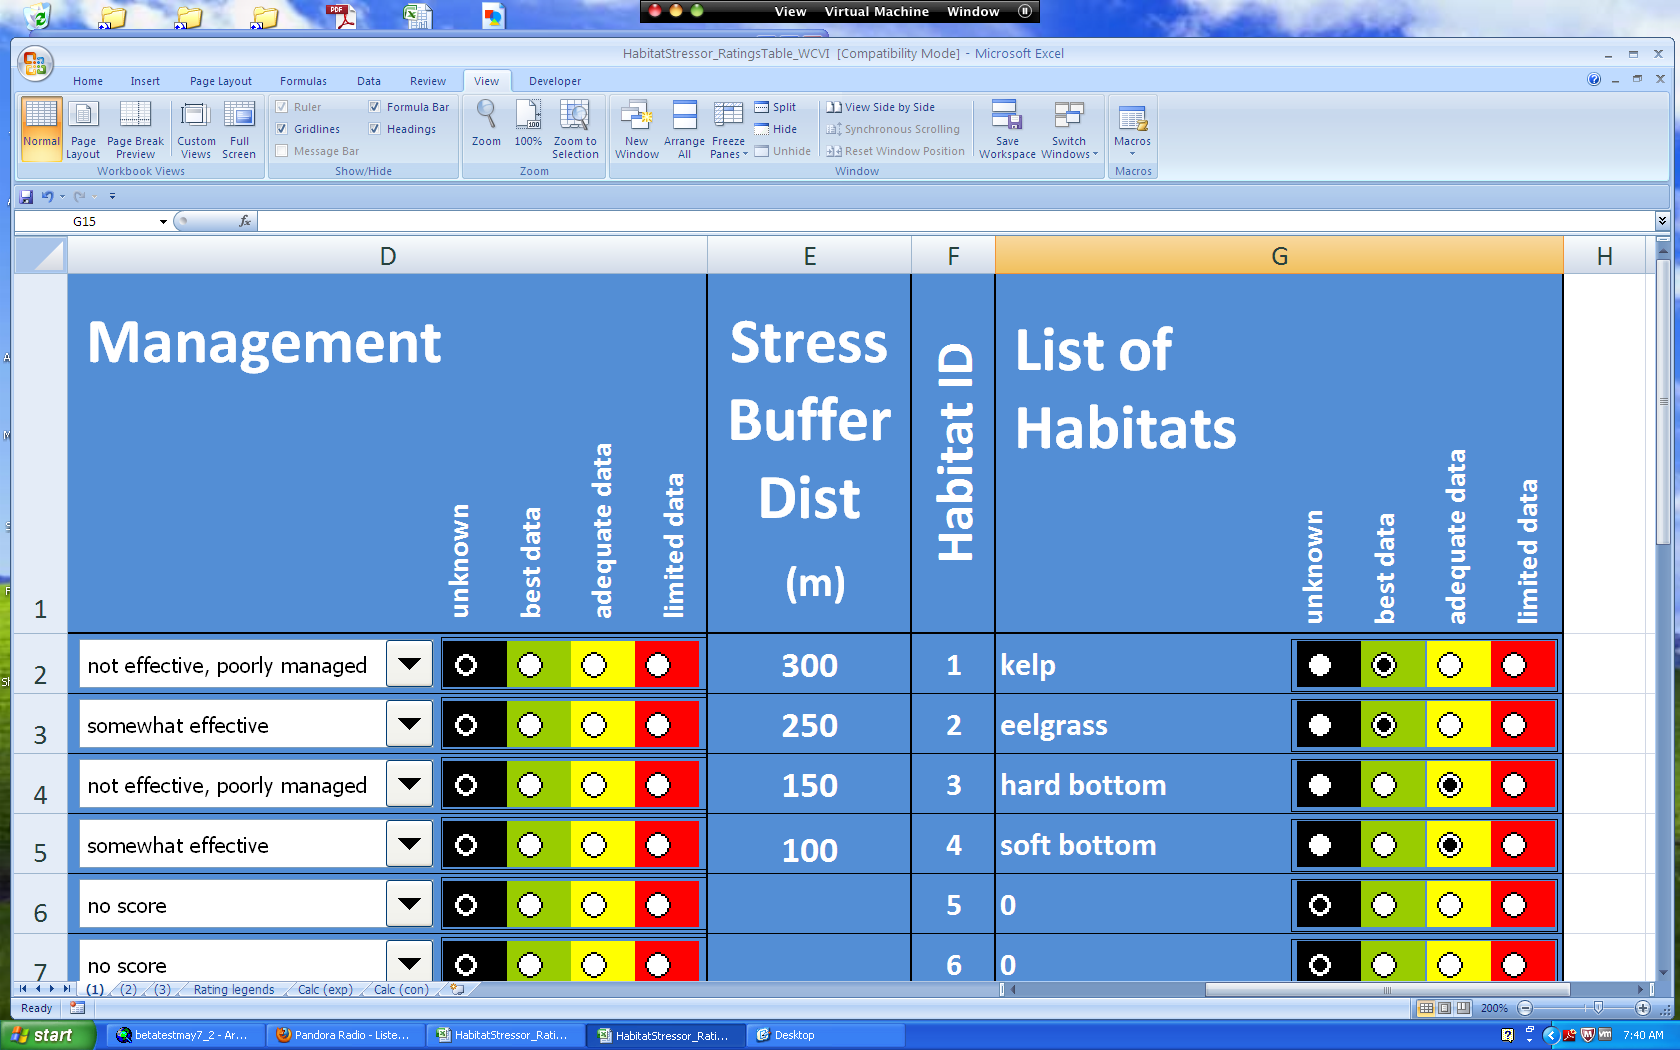 PDF
View Virtual Machine Window
HabitatStressor_RatingsTable_WCVI [Compatibility Mode] - Microsoft Excel
Home Insert Page Layout Formulas Data Review View Developer
Normal
Page Layout
Page Break Preview
Custom Views
Full Screen
Workbook Views
Ruler
Gridlines
Message Bar
Formula Bar
Headings
Show/Hide
Zoom
100%
Zoom to Selection
Zoom
New Window
Arrange All
Freeze Panes
Split
Hide
Unhide
View Side by Side
Synchronous Scrolling
Reset Window Position
Save Workspace
Switch Windows
Window
Macros
Macros
G15
fx
D E F G H
1
Management
unknown
best data
adequate data
limited data
Stress
Buffer
Dist
(m)
Habitat ID
List of
Habitats
unknown
best data
adequate data
limited data
2 not effective, poorly managed 300 1 kelp
3 somewhat effective 250 2 eelgrass
4 not effective, poorly managed 150 3 hard bottom
5 somewhat effective 100 4 soft bottom
6 no score 5 0
7 no score 6 0
(1) (2) (3) Rating legends Calc (exp) Calc (con)
Ready
200%
start
betatestmay7_2 - Ar...
Pandora Radio - Liste...
HabitatStressor_Rati...
HabitatStressor_Rati...
Desktop
7:40 AM